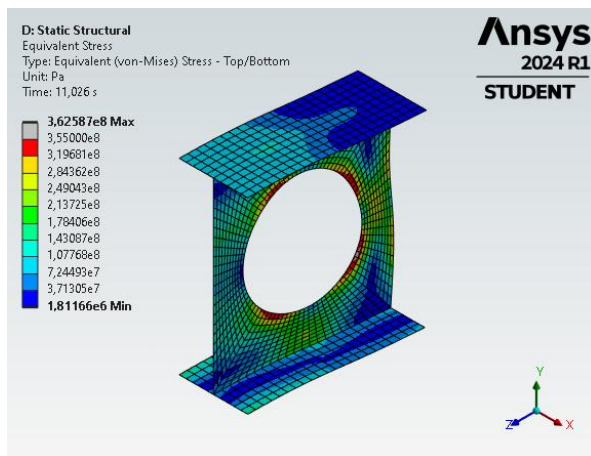 D: Static Structural
Equivalent Stress
Type: Equivalent (von-Mises) Stress - Top/Bottom
Unit: Pa
Time: 11,026 s
3,62587e8 Max
3,55000e8
3,19681e8
2,84362e8
2,49043e8
2,13725e8
1,78406e8
1,43087e8
1,07768e8
7,24493e7
3,71305e7
1,81166e6 Min
Ansys
2024 R1
STUDENT
Y
Z
X